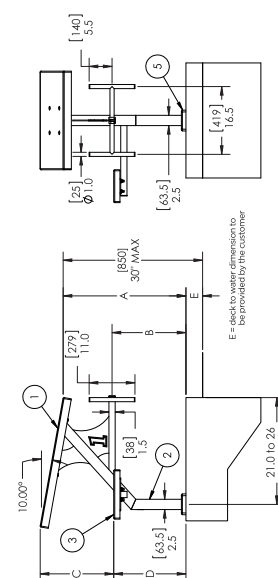 [140]
5.5
[25]
Ø1.0
5
[63.5]
2.5
[419]
16.5
[850]
30" MAX
A
E
B
[279]
11.0
10.00°
1
1
[38]
1.5
3
2
C
D
[63.5]
2.5
21.0 to 26
E = deck to water dimension to
be provided by the customer